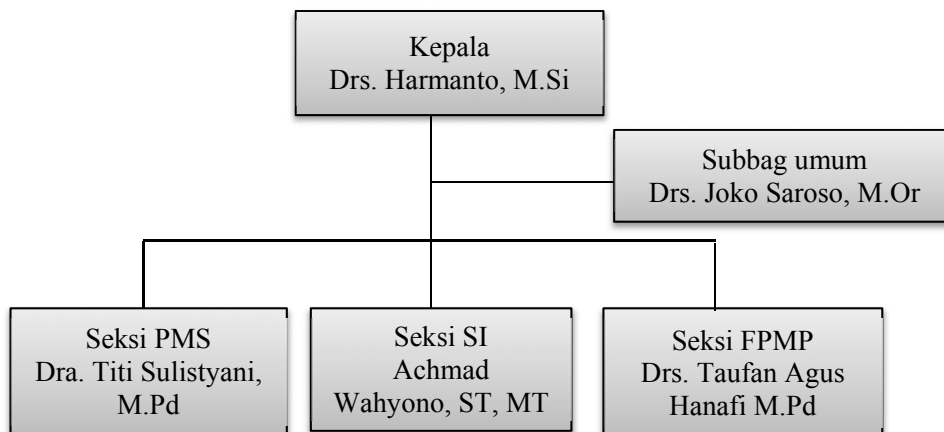 Kepala
Drs. Harmanto, M.Si
Subbag umum
Drs. Joko Saroso, M.Or
Seksi PMS
Dra. Titi Sulistyani,
M.Pd
Seksi SI
Achmad
Wahyono, ST, MT
Seksi FPMP
Drs. Taufan Agus
Hanafi M.Pd